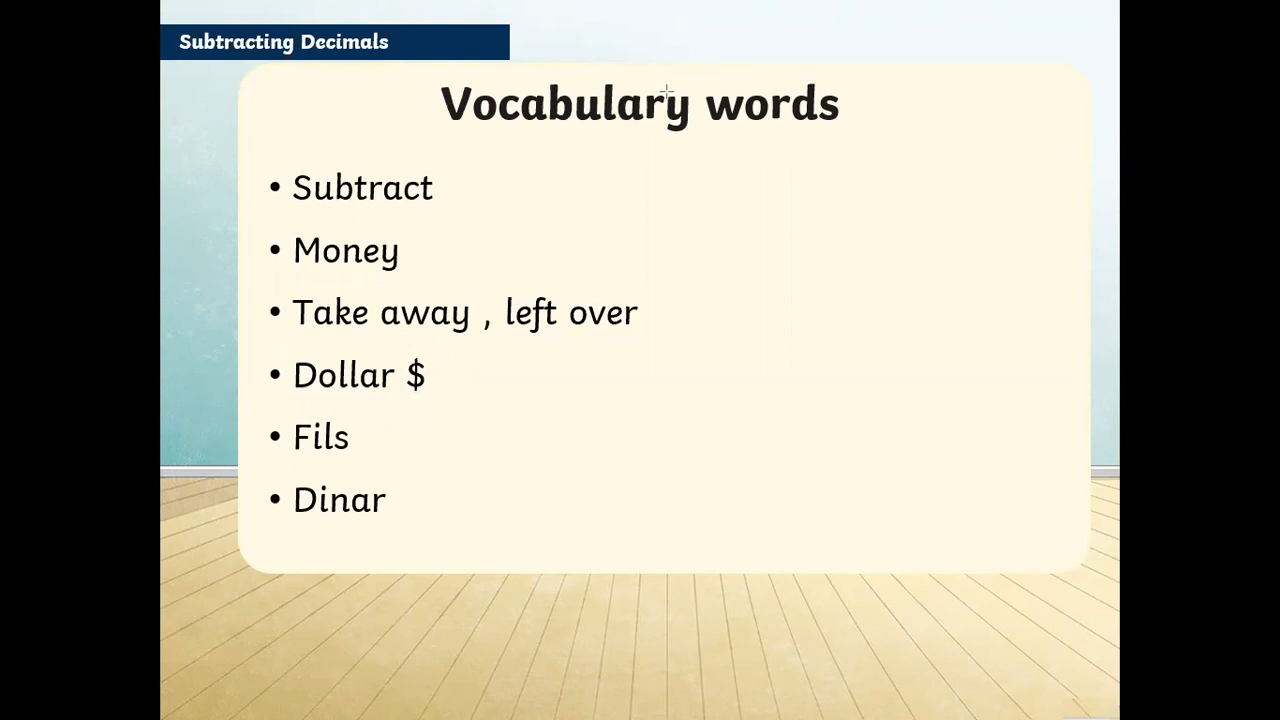 Subtracting Decimals
Vocabulary words
• Subtract
• Money
• Take away , left over
• Dollar $
• Fils
• Dinar